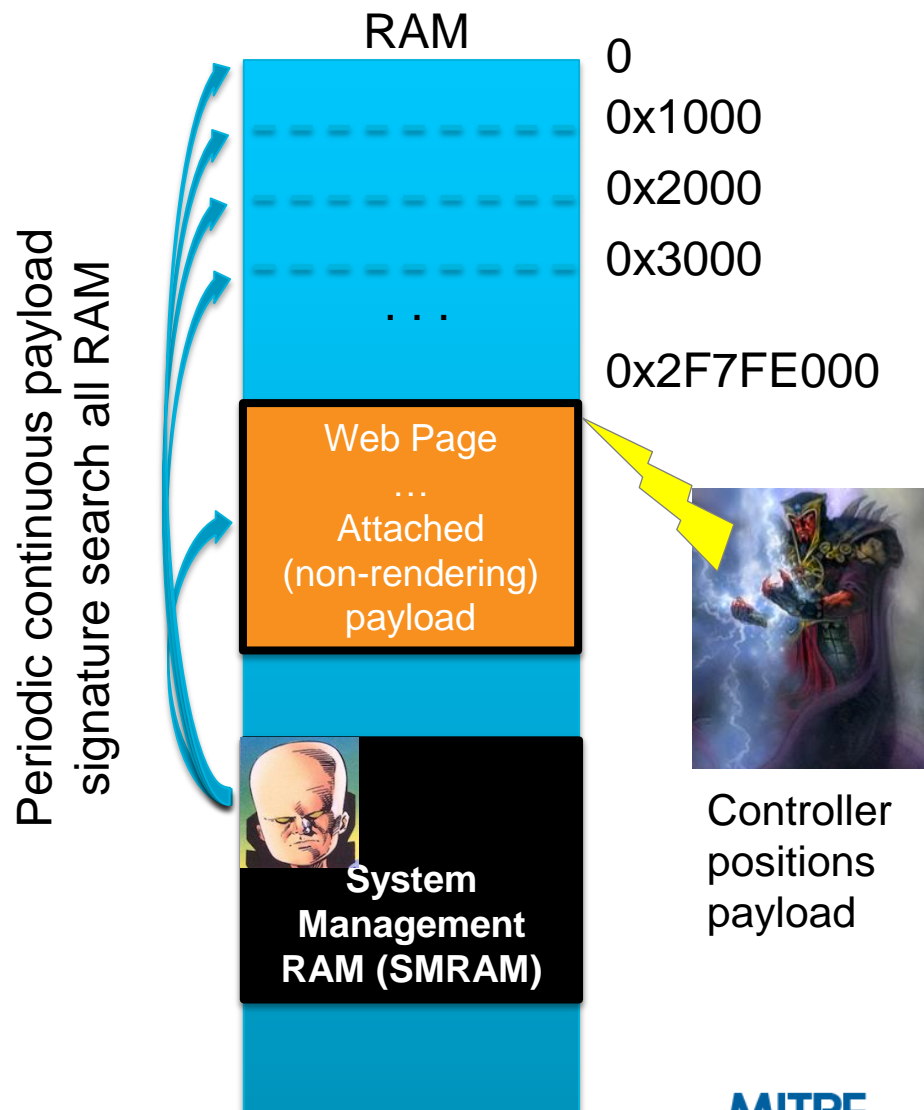 RAM
0
0x1000
0x2000
0x3000
. . .
0x2F7FE000
Periodic continuous payload
signature search all RAM
Web Page
…
Attached
(non-rendering)
payload
Controller
positions
payload
System
Management
RAM (SMRAM)
MITRE